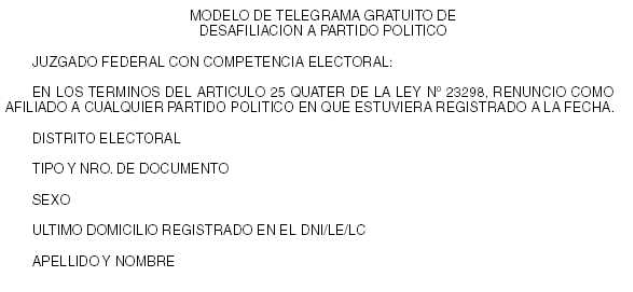 MODELO DE TELEGRAMA GRATUITO DE
DESAFILIACION A PARTIDO POLITICO
JUZGADO FEDERAL CON COMPETENCIA ELECTORAL:
EN LOS TERMINOS DEL ARTICULO 25 QUATER DE LA LEY Nº 23298, RENUNCIO COMO
AFILIADO A CUALQUIER PARTIDO POLITICO EN QUE ESTUVIERA REGISTRADO A LA FECHA.
DISTRITO ELECTORAL
TIPO Y NRO. DE DOCUMENTO
SEXO
ULTIMO DOMICILIO REGISTRADO EN EL DNI/LE/LC
APELLIDO Y NOMBRE